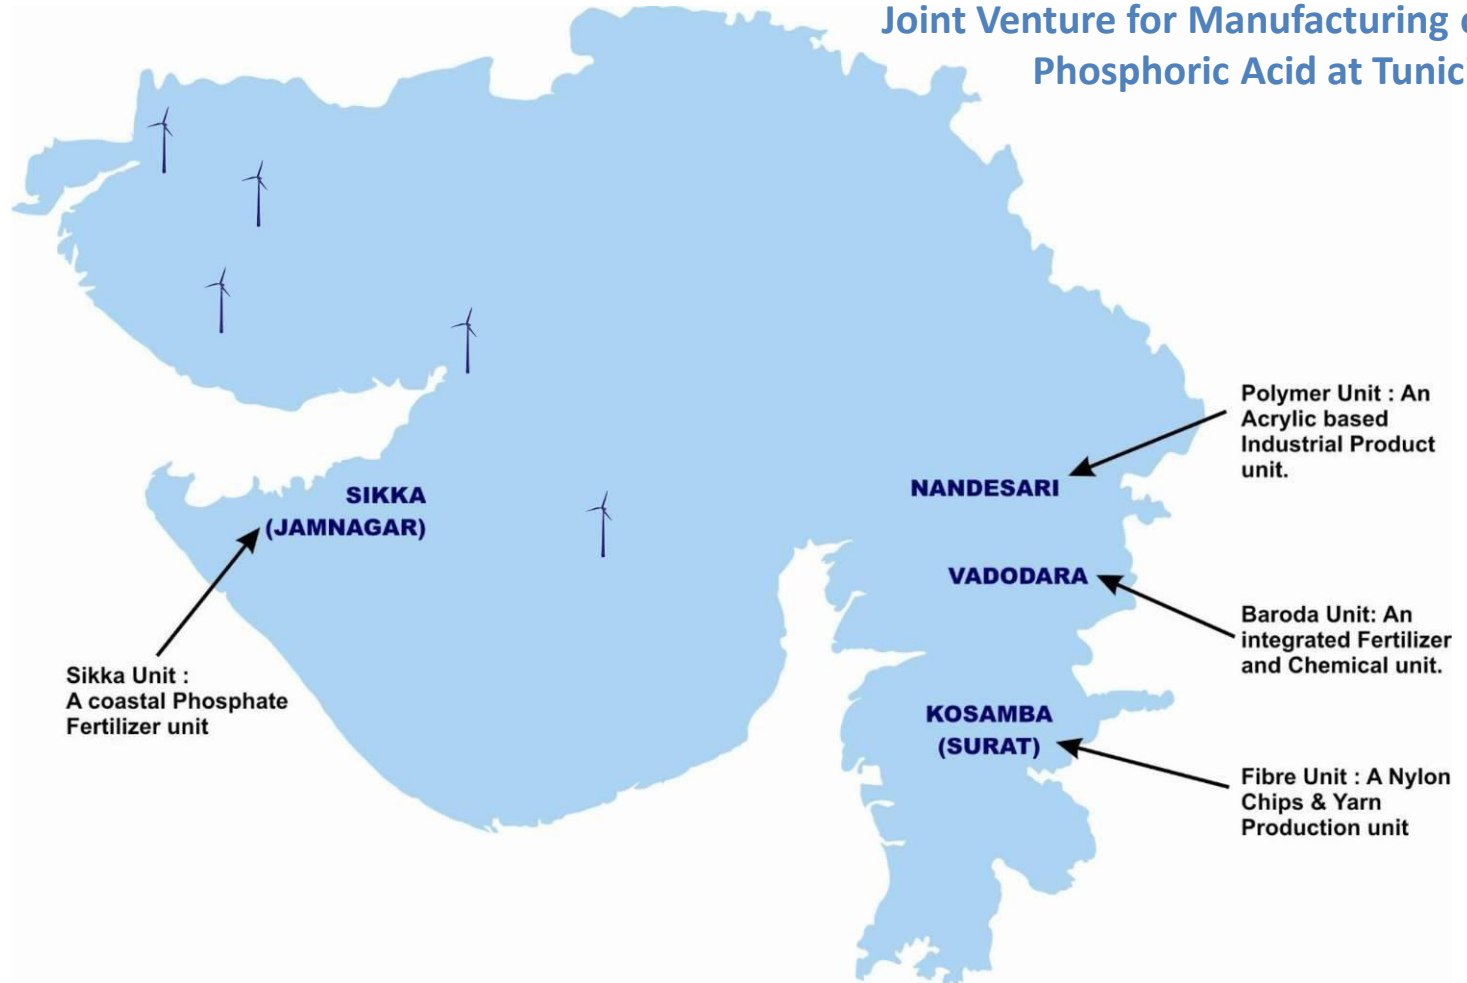 Joint Venture for Manufacturing
Phosphoric Acid at
Polymer Unit : An
Acrylic based
Industrial Product
unit.
NANDESARI
SIKKA
(JAMNAGAR)
VADODARA
Baroda Unit: An
integrated Fertilizer
and Chemical unit.
Sikka Unit :
A coastal Phosphate
Fertilizer unit
KOSAMBA
(SURAT)
Fibre Unit : A Nylon
Chips & Yarn
Production unit